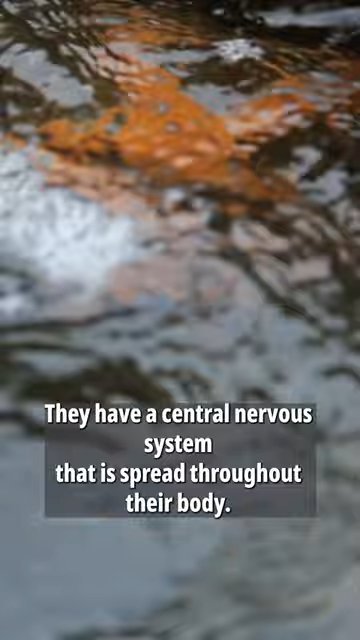 They have a central nervous
system
that is spread throughout
their body.